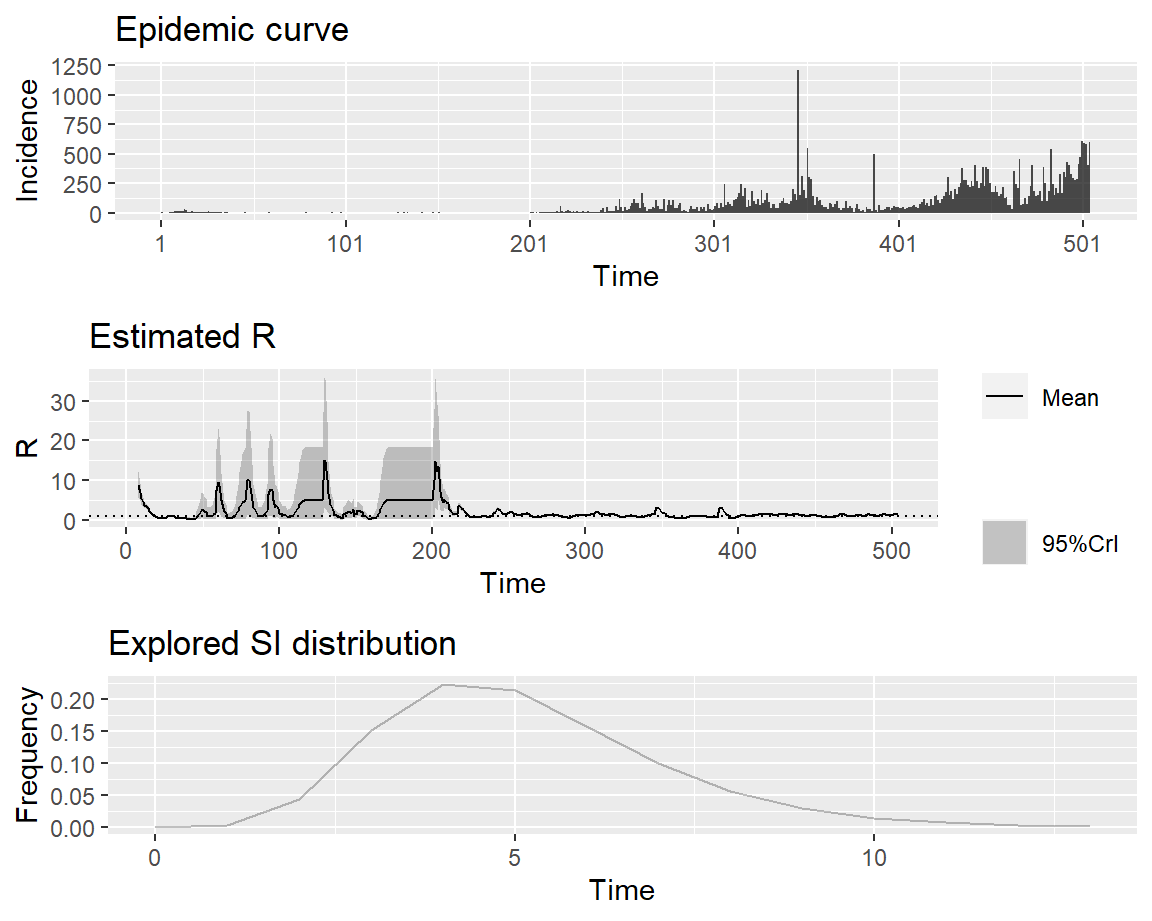 Epidemic curve
Incidence
1250
1000
750
500
250
0
1 101 201 301 401 501
Time
Estimated R
R
30
20
10
0
0 100 200 300 400 500
Time
Mean
95%CrI
Explored SI distribution
Frequency
0.20
0.15
0.10
0.05
0.00
0 5 10
Time